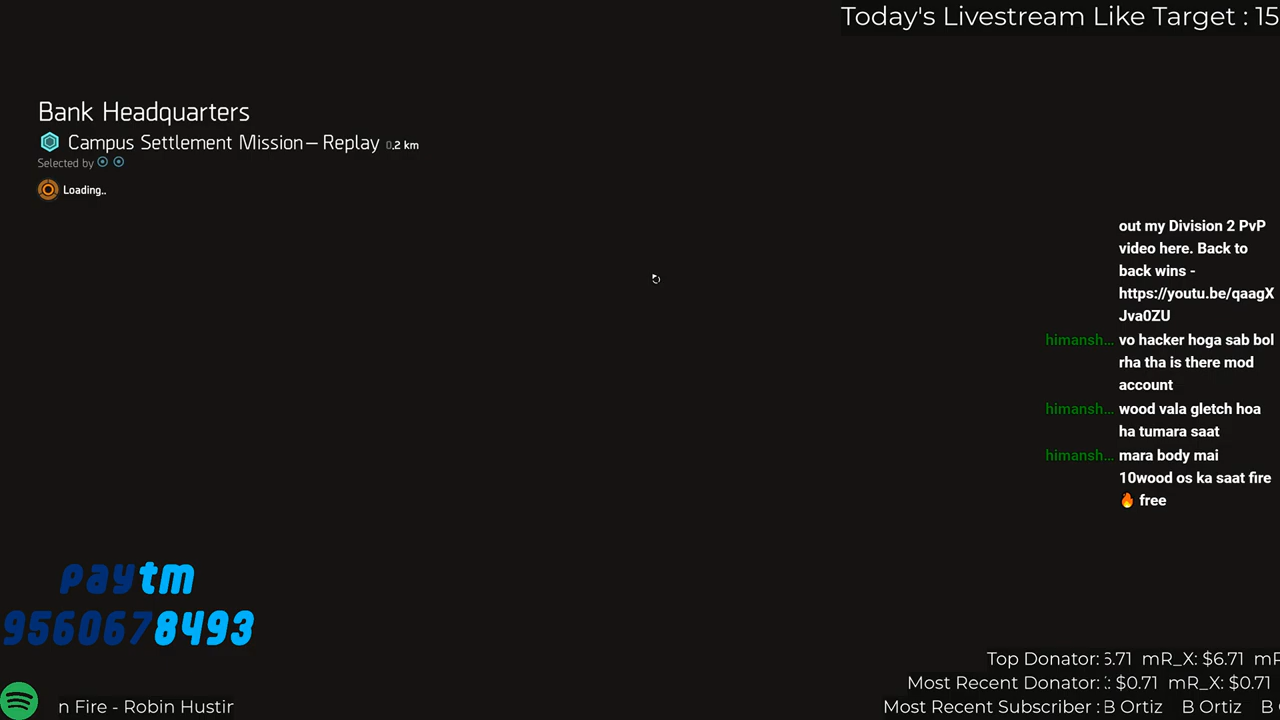 Today's Livestream Like Target : 15
Bank Headquarters
Campus Settlement Mission – Replay 0.2 km
Selected by
Loading..
out my Division 2 PvP
video here. Back to
back wins -
https://youtu.be/qaagX
Jva0ZU
himansh... vo hacker hoga sab bol
rha tha is there mod
account
himansh... wood vala gletch hoa
ha tumara saat
himansh... mara body mai
10wood os ka saat fire
🔥 free
paytm
9560678493
Top Donator: 6.71 mR_X: $6.71 mR
Most Recent Donator: : $0.71 mR_X: $0.71
Most Recent Subscriber : B Ortiz B Ortiz B
n Fire - Robin Hustin